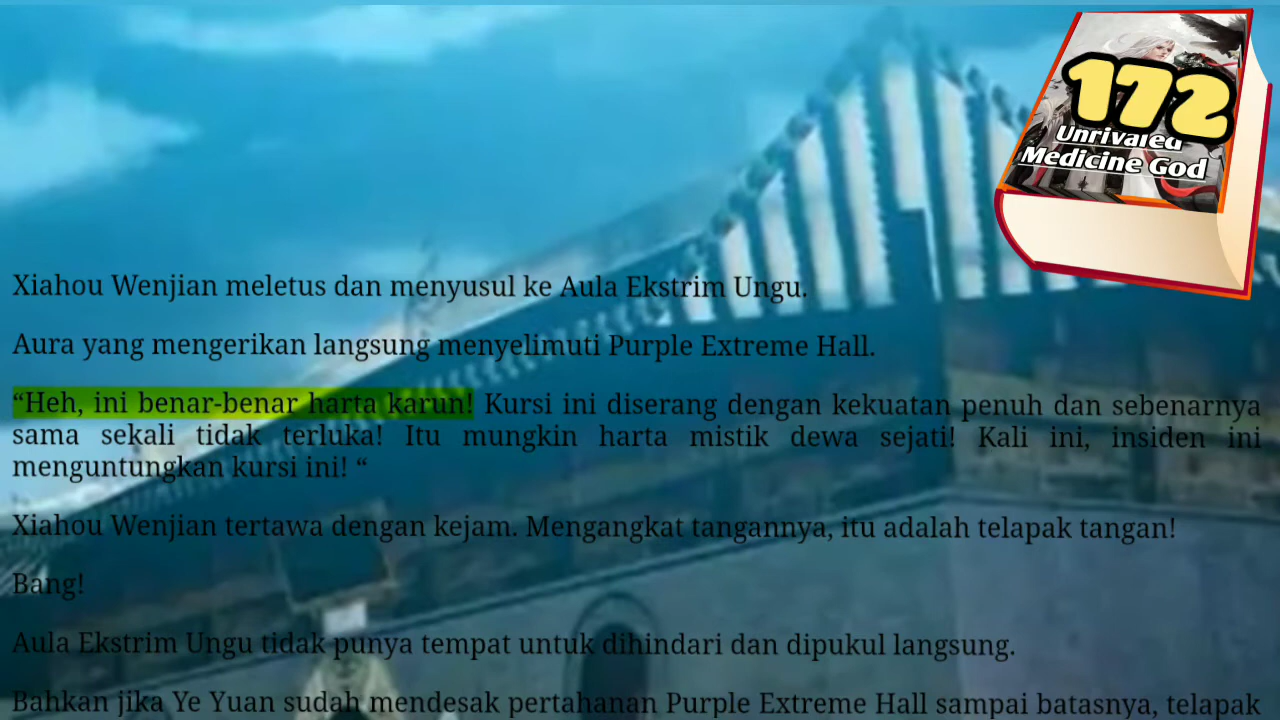 172
Unrivaled
Medicine God
Xiahou Wenjian meletus dan menyusul ke Aula Ekstrim Ungu.
Aura yang mengerikan langsung menyelimuti Purple Extreme Hall.
“Heh, ini benar-benar harta karun! Kursi ini diserang dengan kekuatan penuh dan sebenarnya
sama sekali tidak terluka! Itu mungkin harta mistik dewa sejati! Kali ini, insiden ini
menguntungkan kursi ini! “
Xiahou Wenjian tertawa dengan kejam. Mengangkat tangannya, itu adalah telapak tangan!
Bang!
Aula Ekstrim Ungu tidak punya tempat untuk dihindari dan dipukul langsung.
Bahkan jika Ye Yuan sudah mendesak pertahanan Purple Extreme Hall sampai batasnya, telapak